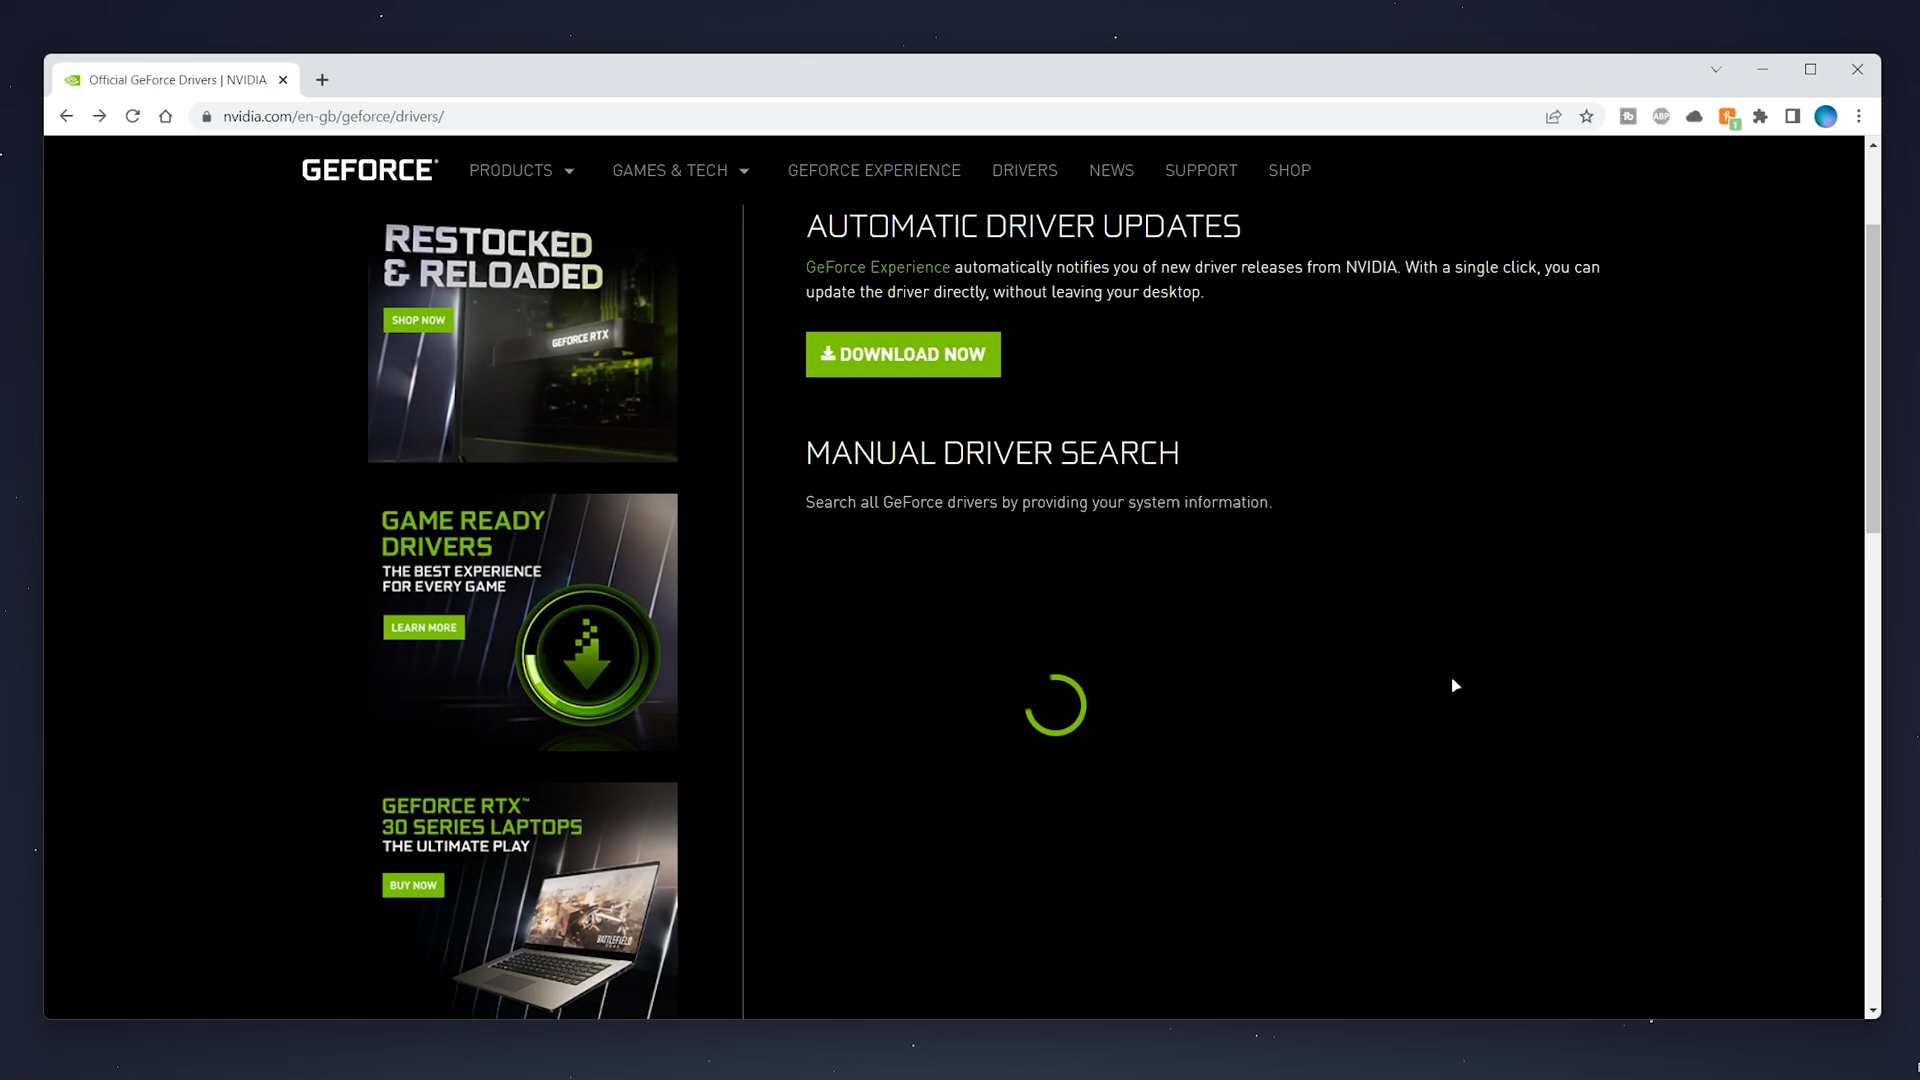 Official GeForce Drivers | NVIDIA
nvidia.com/en-gb/geforce/drivers/
ABP
1
GEFORCE
PRODUCTS
GAMES & TECH
GEFORCE EXPERIENCE
DRIVERS
NEWS
SUPPORT
SHOP
RESTOCKED
& RELOADED
SHOP NOW
GEFORCE RTX
GAME READY
DRIVERS
THE BEST EXPERIENCE
FOR EVERY GAME
LEARN MORE
GEFORCE RTX™
30 SERIES LAPTOPS
THE ULTIMATE PLAY
BUY NOW
BATTLEFIELD
AUTOMATIC DRIVER UPDATES
GeForce Experience automatically notifies you of new driver releases from NVIDIA. With a single click, you can
update the driver directly, without leaving your desktop.
DOWNLOAD NOW
MANUAL DRIVER SEARCH
Search all GeForce drivers by providing your system information.